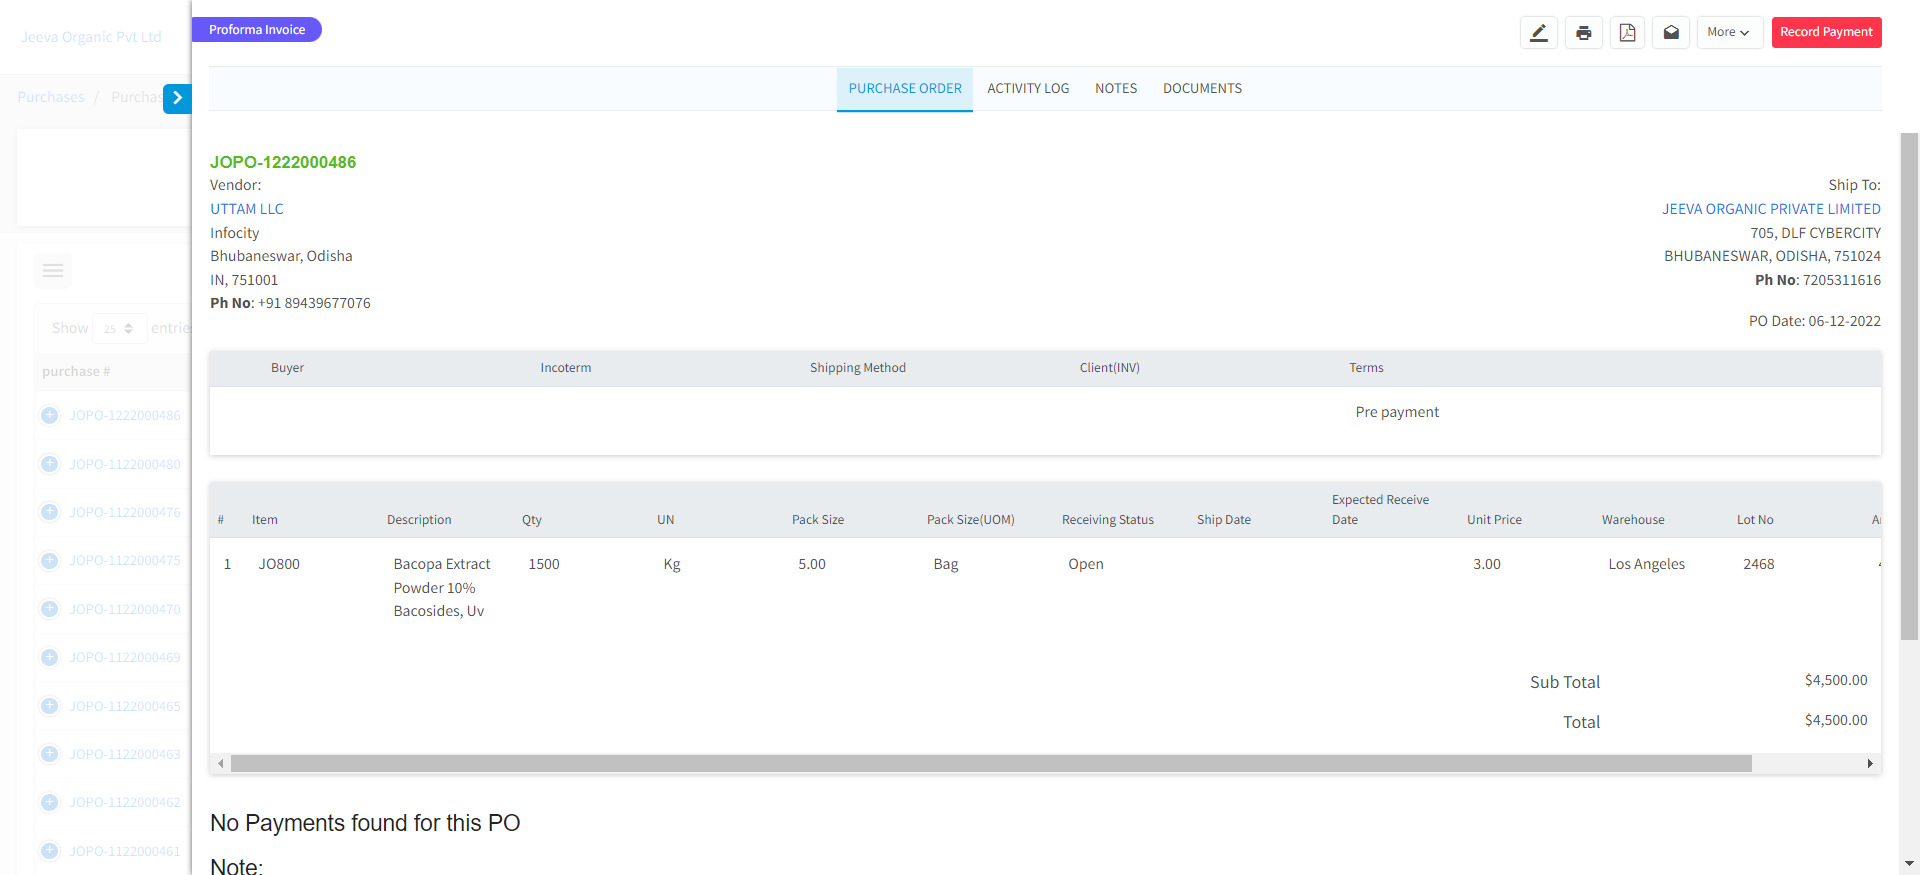 Jeeva Organic Pvt Ltd
Proforma Invoice
More
Record Payment
Purchases /
PURCHASE ORDER ACTIVITY LOG NOTES DOCUMENTS
JOPO-1222000486
Vendor:
UTTAM LLC
Infocity
Bhubaneswar, Odisha
IN, 751001
Ph No: +91 89439677076
Ship To:
JEEVA ORGANIC PRIVATE LIMITED
705, DLF CYBERCITY
BHUBANESWAR, ODISHA, 751024
Ph No: 7205311616
PO Date: 06-12-2022
Show 25
purchase #
JOPO-1222000486
JOPO-1122000480
JOPO-1122000476
JOPO-1122000475
JOPO-1122000470
JOPO-1122000469
JOPO-1122000465
JOPO-1122000463
JOPO-1122000462
JOPO-1122000461
Buyer Incoterm Shipping Method Client(INV) Terms
Pre payment
# Item Description Qty UN Pack Size Pack Size(UOM) Receiving Status Ship Date Expected Receive Date Unit Price Warehouse Lot No
1 JO800 Bacopa Extract 1500 Kg 5.00 Bag Open 3.00 Los Angeles 2468
Powder 10%
Bacosides, Uv
Sub Total $4,500.00
Total $4,500.00
No Payments found for this PO
Note: